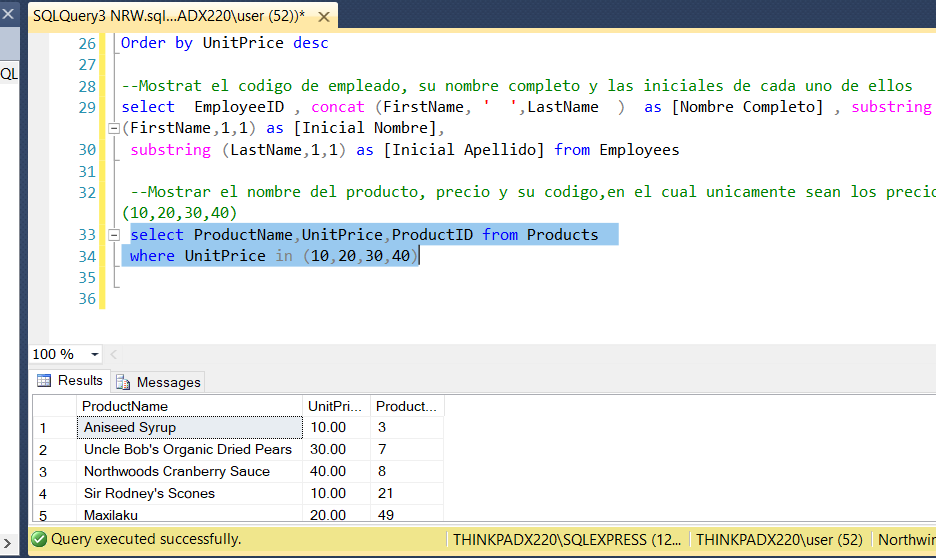 SQLQuery3 NRW.sql...ADX220\user (52))*
QL
26 Order by UnitPrice desc
27
28 --Mostrat el codigo de empleado, su nombre completo y las iniciales de cada uno de ellos
29 select  EmployeeID , concat (FirstName, '  ',LastName  )  as [Nombre Completo] , substring
(FirstName,1,1) as [Inicial Nombre],
30 substring (LastName,1,1) as [Inicial Apellido] from Employees
31
32 --Mostrar el nombre del producto, precio y su codigo,en el cual unicamente sean los precio
(10,20,30,40)
33 select ProductName,UnitPrice,ProductID from Products
34 where UnitPrice in (10,20,30,40)
35
36
100 %
Results Messages
ProductName UnitPri... Product...
1 Aniseed Syrup 10.00 3
2 Uncle Bob's Organic Dried Pears 30.00 7
3 Northwoods Cranberry Sauce 40.00 8
4 Sir Rodney's Scones 10.00 21
5 Maxilaku 20.00 49
Query executed successfully. THINKPADX220\SQLEXPRESS (12... THINKPADX220\user (52) Northwin